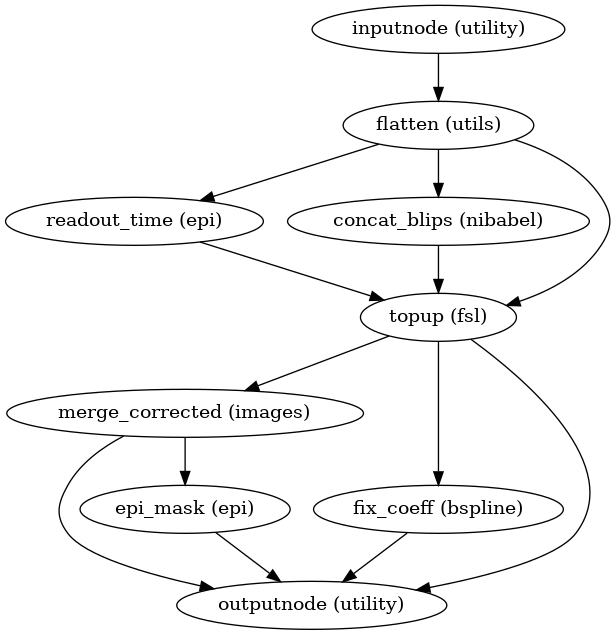 inputnode (utility)
flatten (utils)
readout_time (epi)
concat_blips (nibabel)
topup (fsl)
merge_corrected (images)
epi_mask (epi)
fix_coeff (bspline)
outputnode (utility)